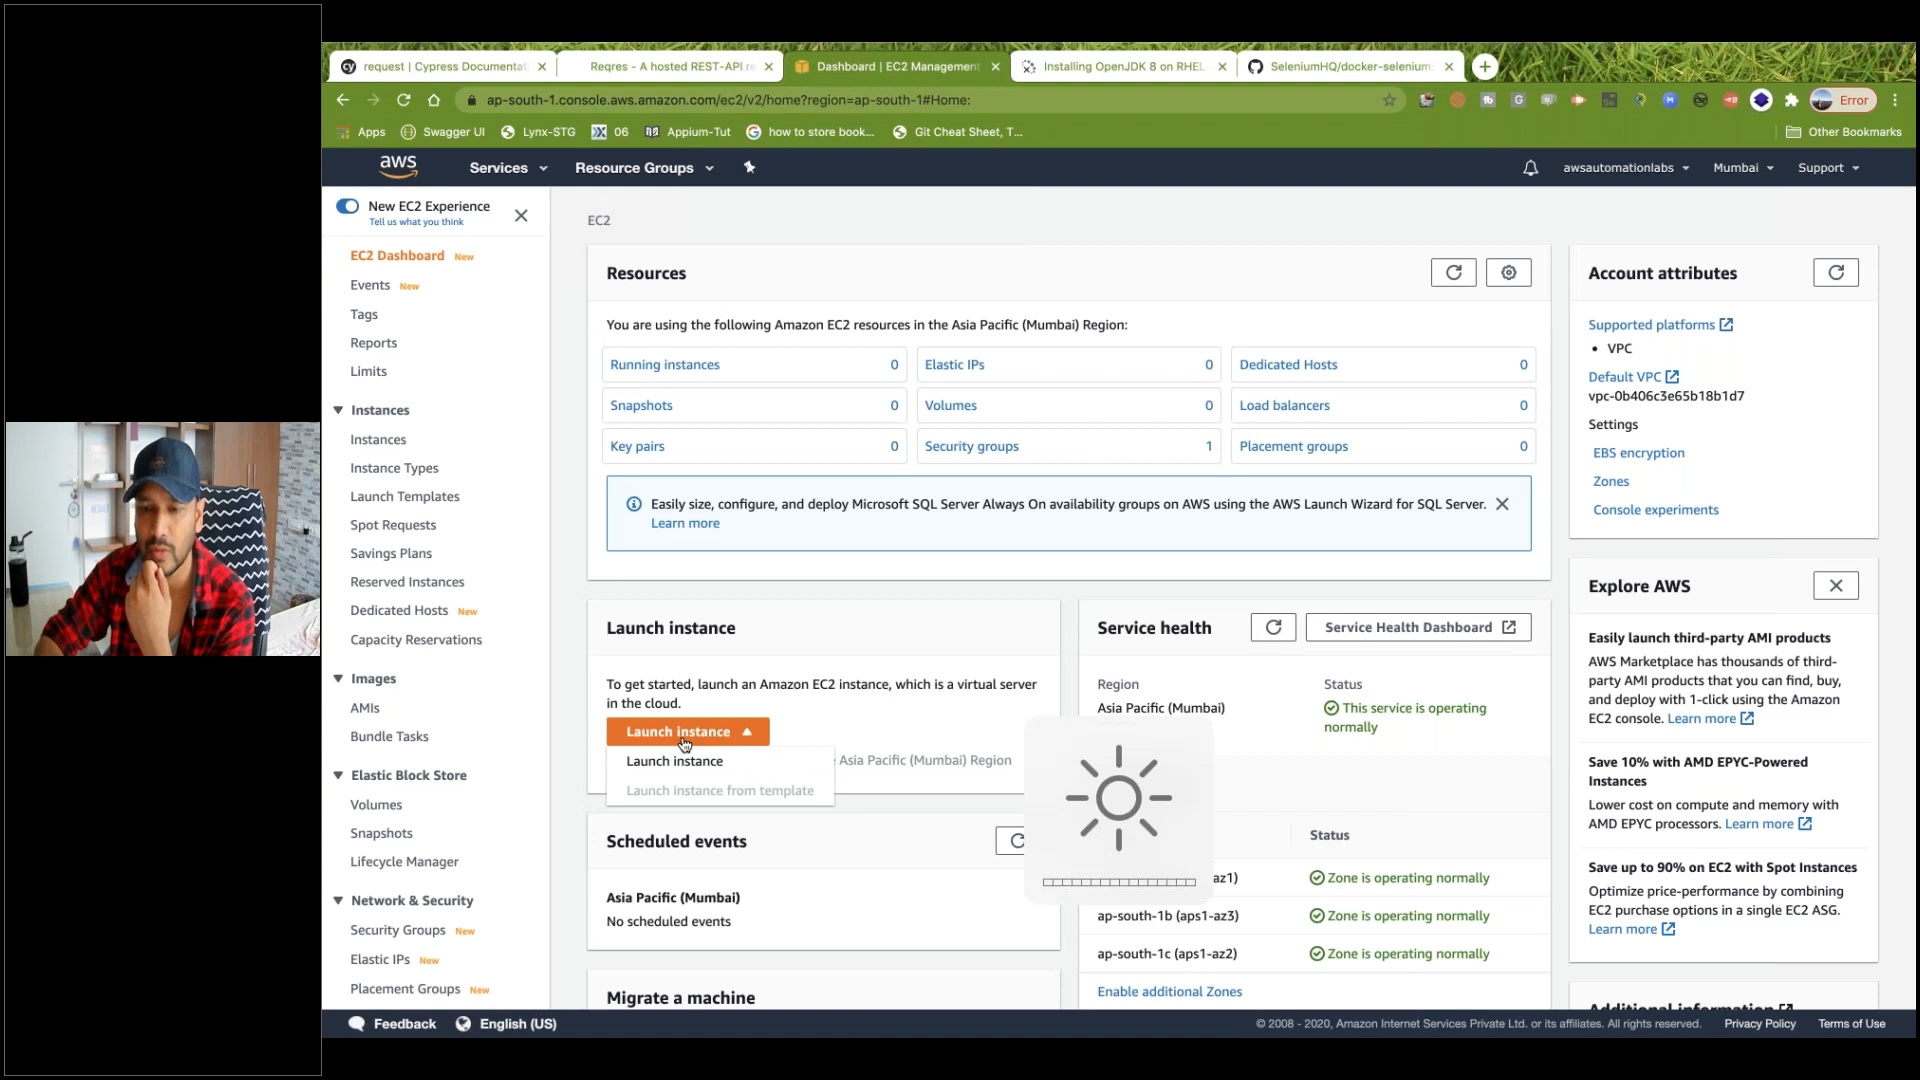 request | Cypress Documentat
Reqres - A hosted REST-API re
Dashboard | EC2 Management
Installing OpenJDK 8 on RHEL
SeleniumHQ/docker-selenium:
ap-south-1.console.aws.amazon.com/ec2/v2/home?region=ap-south-1#Home:
Error
Apps
Swagger UI
Lynx-STG
06
Appium-Tut
how to store book...
Git Cheat Sheet, T...
Other Bookmarks
aws
Services
Resource Groups
awsautomationlabs
Mumbai
Support
New EC2 Experience
Tell us what you think
EC2 Dashboard New
Events New
Tags
Reports
Limits
Instances
Instances
Instance Types
Launch Templates
Spot Requests
Savings Plans
Reserved Instances
Dedicated Hosts New
Capacity Reservations
Images
AMIs
Bundle Tasks
Elastic Block Store
Volumes
Snapshots
Lifecycle Manager
Network & Security
Security Groups New
Elastic IPs New
Placement Groups New
EC2
Resources
You are using the following Amazon EC2 resources in the Asia Pacific (Mumbai) Region:
Running instances 0
Elastic IPs 0
Dedicated Hosts 0
Snapshots 0
Volumes 0
Load balancers 0
Key pairs 0
Security groups 1
Placement groups 0
Easily size, configure, and deploy Microsoft SQL Server Always On availability groups on AWS using the AWS Launch Wizard for SQL Server.
Learn more
Launch instance
To get started, launch an Amazon EC2 instance, which is a virtual server
in the cloud.
Launch instance
Launch instance
Asia Pacific (Mumbai) Region
Launch instance from template
Scheduled events
Asia Pacific (Mumbai)
No scheduled events
Migrate a machine
Service health
Service Health Dashboard
Region
Status
Asia Pacific (Mumbai)
This service is operating
normally
Status
az1)
Zone is operating normally
ap-south-1b (aps1-az3)
Zone is operating normally
ap-south-1c (aps1-az2)
Zone is operating normally
Enable additional Zones
Account attributes
Supported platforms
• VPC
Default VPC
vpc-0b406c3e65b18b1d7
Settings
EBS encryption
Zones
Console experiments
Explore AWS
Easily launch third-party AMI products
AWS Marketplace has thousands of third-
party AMI products that you can find, buy,
and deploy with 1-click using the Amazon
EC2 console. Learn more
Save 10% with AMD EPYC-Powered
Instances
Lower cost on compute and memory with
AMD EPYC processors. Learn more
Save up to 90% on EC2 with Spot Instances
Optimize price-performance by combining
EC2 purchase options in a single EC2 ASG.
Learn more
Additional information
Feedback
English (US)
© 2008 - 2020, Amazon Internet Services Private Ltd. or its affiliates. All rights reserved.
Privacy Policy
Terms of Use